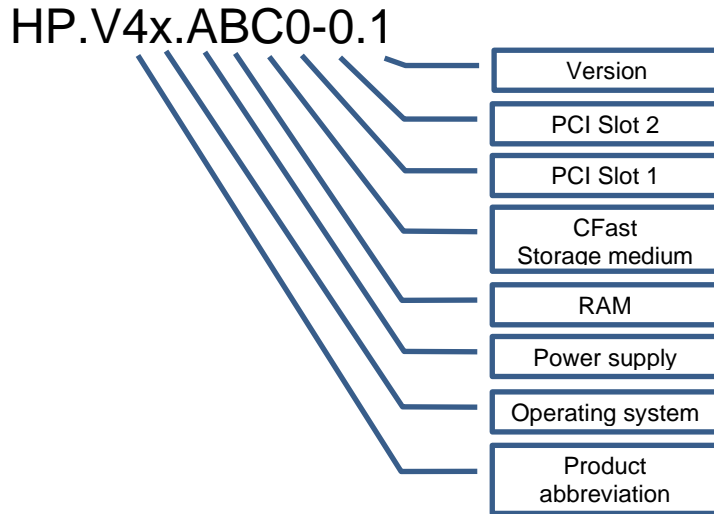 HP.V4x.ABC0-0.1
Version
PCI Slot 2
PCI Slot 1
CFast
Storage medium
RAM
Power supply
Operating system
Product
abbreviation